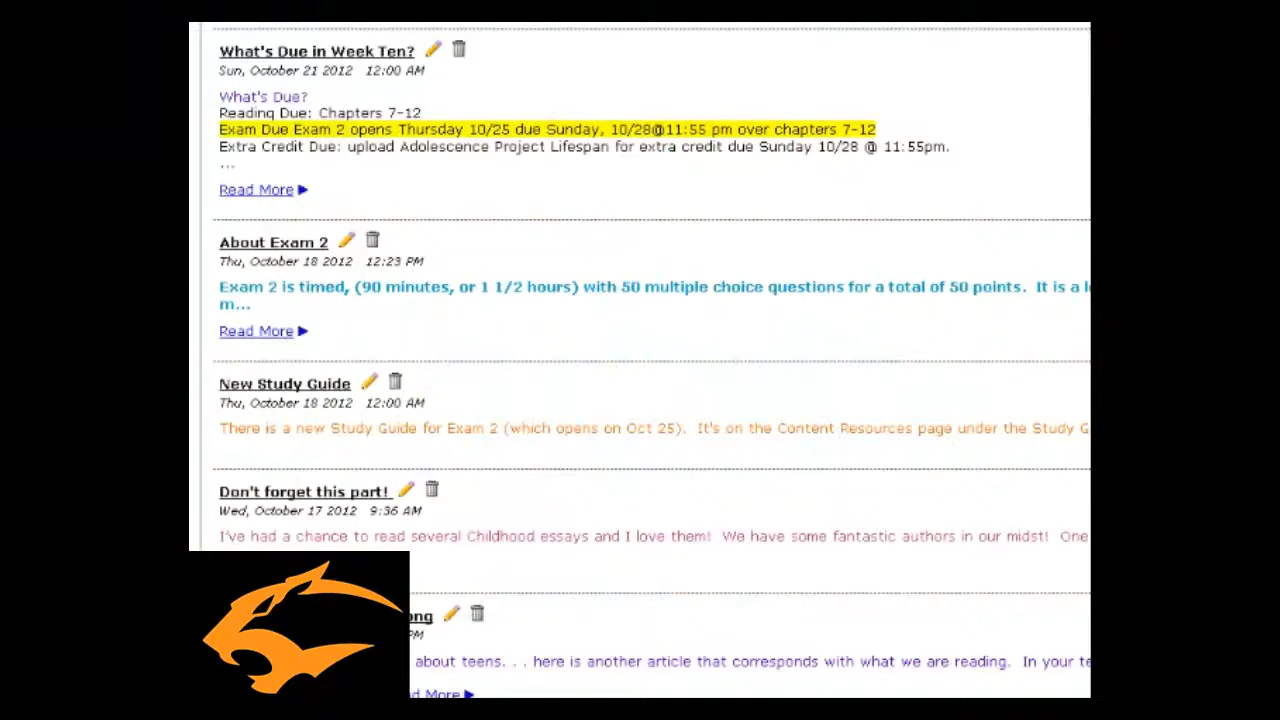 What's Due in Week Ten?
Sun, October 21 2012 12:00 AM
What's Due?
Reading Due: Chapters 7-12
Exam Due Exam 2 opens Thursday 10/25 due Sunday, 10/28@11:55 pm over chapters 7-12
Extra Credit Due: upload Adolescence Project Lifespan for extra credit due Sunday 10/28 @ 11:55pm.
...
Read More
About Exam 2
Thu, October 18 2012 12:23 PM
Exam 2 is timed, (90 minutes, or 1 1/2 hours) with 50 multiple choice questions for a total of 50 points. It is a
m...
Read More
New Study Guide
Thu, October 18 2012 12:00 AM
There is a new Study Guide for Exam 2 (which opens on Oct 25). It's on the Content Resources page under the Study G
Don't forget this part!
Wed, October 17 2012 9:36 AM
I've had a chance to read several Childhood essays and I love them! We have some fantastic authors in our midst! One
ong
PM
about teens. . . here is another article that corresponds with what we are reading. In your te
d More